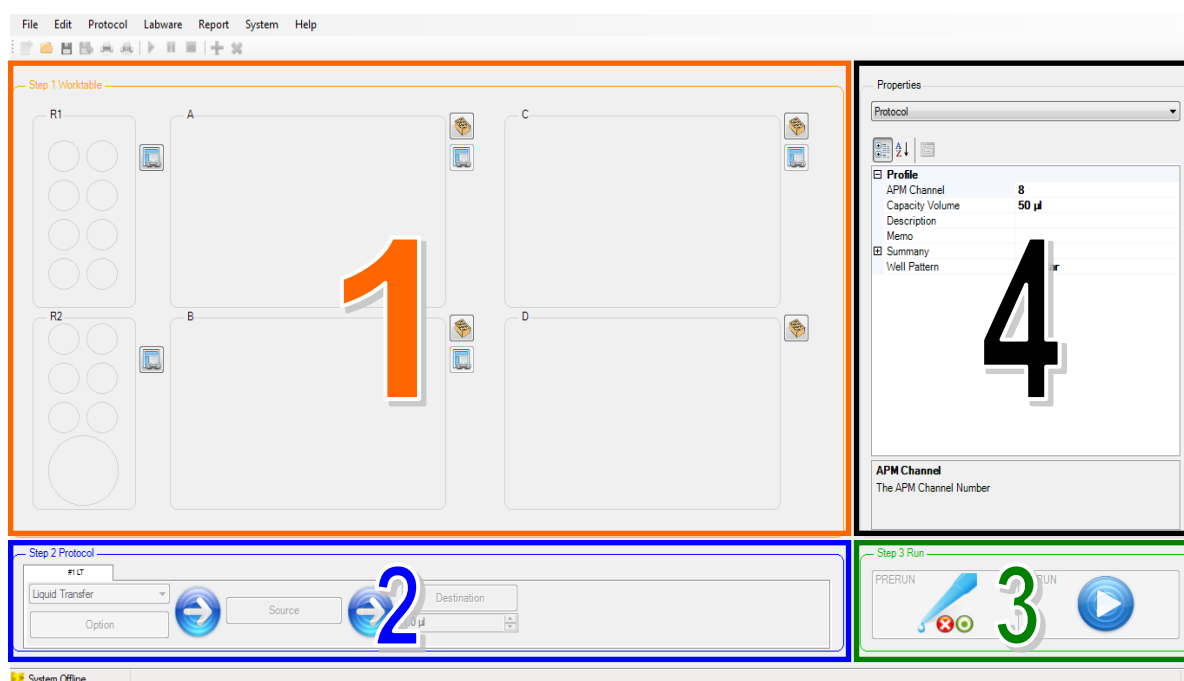 File Edit Protocol Labware Report System Help
Step 1 Worktable
R1
A
C
R2
B
D
1
Properties
Protocol
Profile
APM Channel 8
Capacity Volume 50 µl
Description
Memo
Summary
Well Pattern
4
APM Channel
The APM Channel Number
Step 2 Protocol
#1 LT
Liquid Transfer
Option
Source
Destination
2
Step 3 Run
PRERUN
3
System Offline